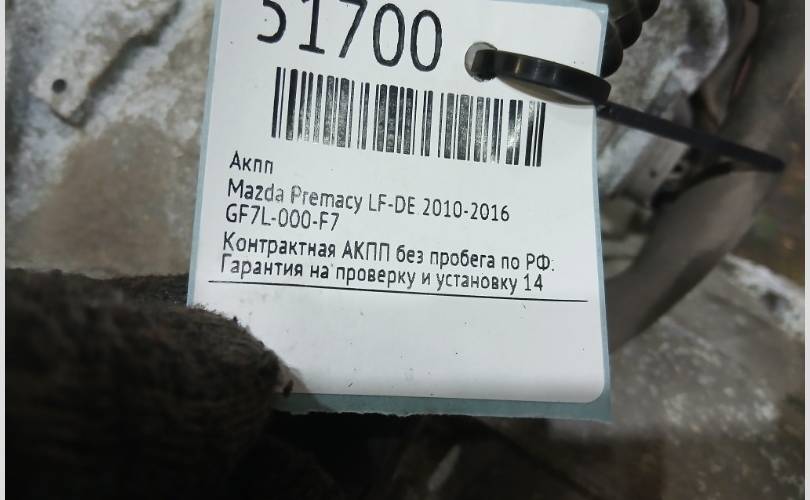 51700
Акпп
Mazda Premacy LF-DE 2010-2016
GF7L-000-F7
Контрактная АКПП без пробега по РФ.
Гарантия на проверку и установку 14